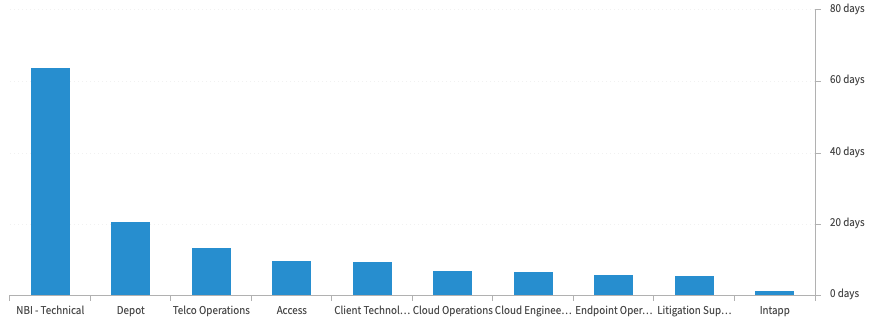 80 days
60 days
40 days
20 days
0 days
NBI - Technical Depot Telco Operations Access Client Technol... Cloud Operations Cloud Enginee... Endpoint Oper... Litigation Sup... Intapp